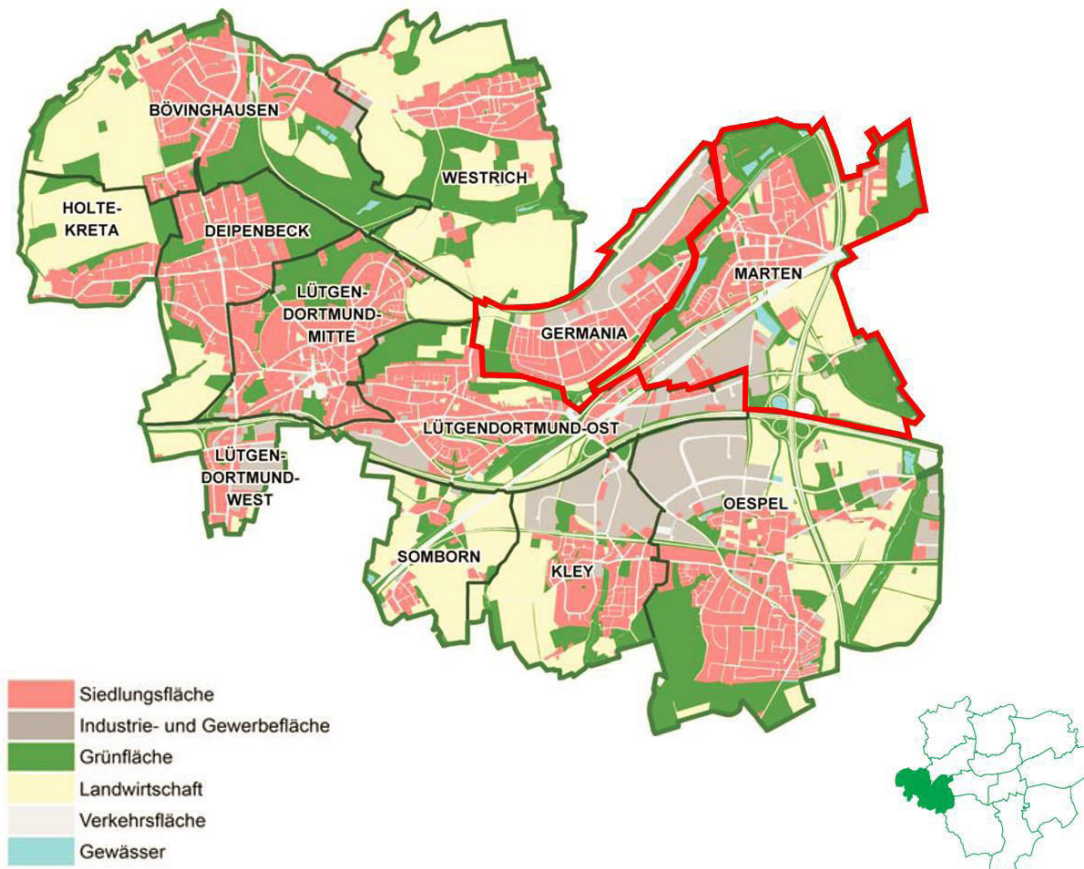 BÖVINGHAUSEN
WESTRICH
HOLTE-
KRETA
DEIPENBECK
MARTEN
LÜTGEN-
DORTMUND-
MITTE
GERMANIA
LÜTGENDORTMUND-OST
LÜTGEN-
DORTMUND-
WEST
OESPEL
SOMBORN
KLEY
Siedlungsfläche
Industrie- und Gewerbefläche
Grünfläche
Landwirtschaft
Verkehrsfläche
Gewässer